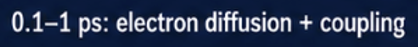 0.1–1 ps: electron diffusion + coupling